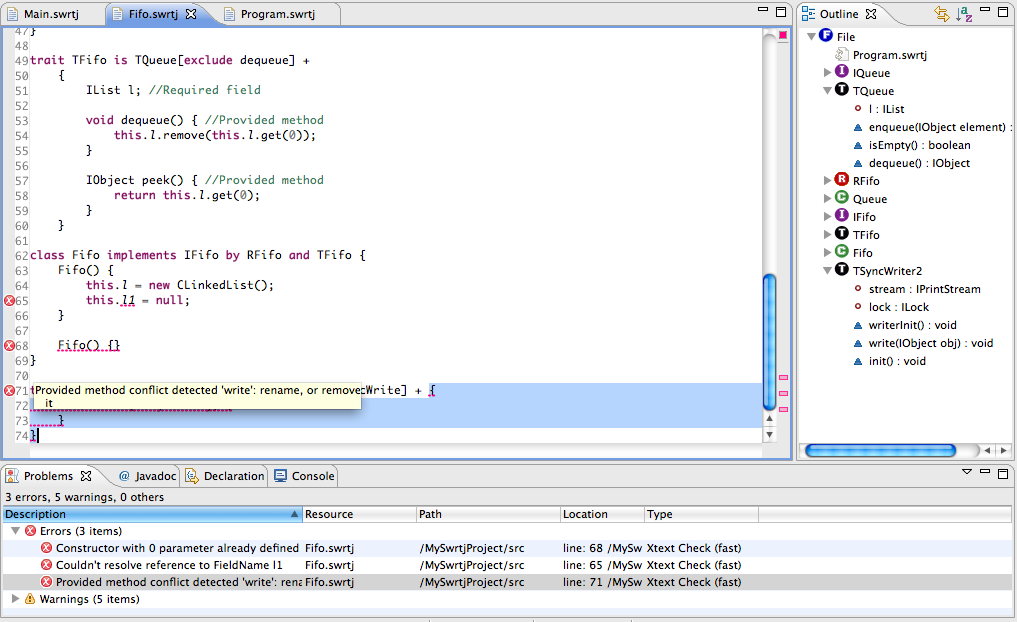 Main.swrtj Fifo.swrtj Program.swrtj
47 }
48
49 trait TFifo is TQueue[exclude dequeue] +
50 {
51 IList l; //Required field
52
53 void dequeue() { //Provided method
54 this.l.remove(this.l.get(0));
55 }
56
57 IObject peek() { //Provided method
58 return this.l.get(0);
59 }
60 }
61
62 class Fifo implements IFifo by RFifo and TFifo {
63 Fifo() {
64 this.l = new CLinkedList();
65 this.l1 = null;
66 }
67
68 Fifo() {}
69 }
70
71 Provided method conflict detected 'write': rename, or remove cWrite] + {
72 it
73 }
74 }
Outline
File
Program.swrtj
IQueue
TQueue
l : IList
enqueue(IObject element) :
isEmpty() : boolean
dequeue() : IObject
RFifo
Queue
IFifo
TFifo
Fifo
TSyncWriter2
stream : IPrintStream
lock : ILock
writerInit() : void
write(IObject obj) : void
init() : void
Problems @ Javadoc Declaration Console
3 errors, 5 warnings, 0 others
Description Resource Path Location Type
Errors (3 items)
Constructor with 0 parameter already defined Fifo.swrtj /MySwrtjProject/src line: 68 /MySw Xtext Check (fast)
Couldn't resolve reference to FieldName l1 Fifo.swrtj /MySwrtjProject/src line: 65 /MySw Xtext Check (fast)
Provided method conflict detected 'write': rena Fifo.swrtj /MySwrtjProject/src line: 71 /MySw Xtext Check (fast)
Warnings (5 items)